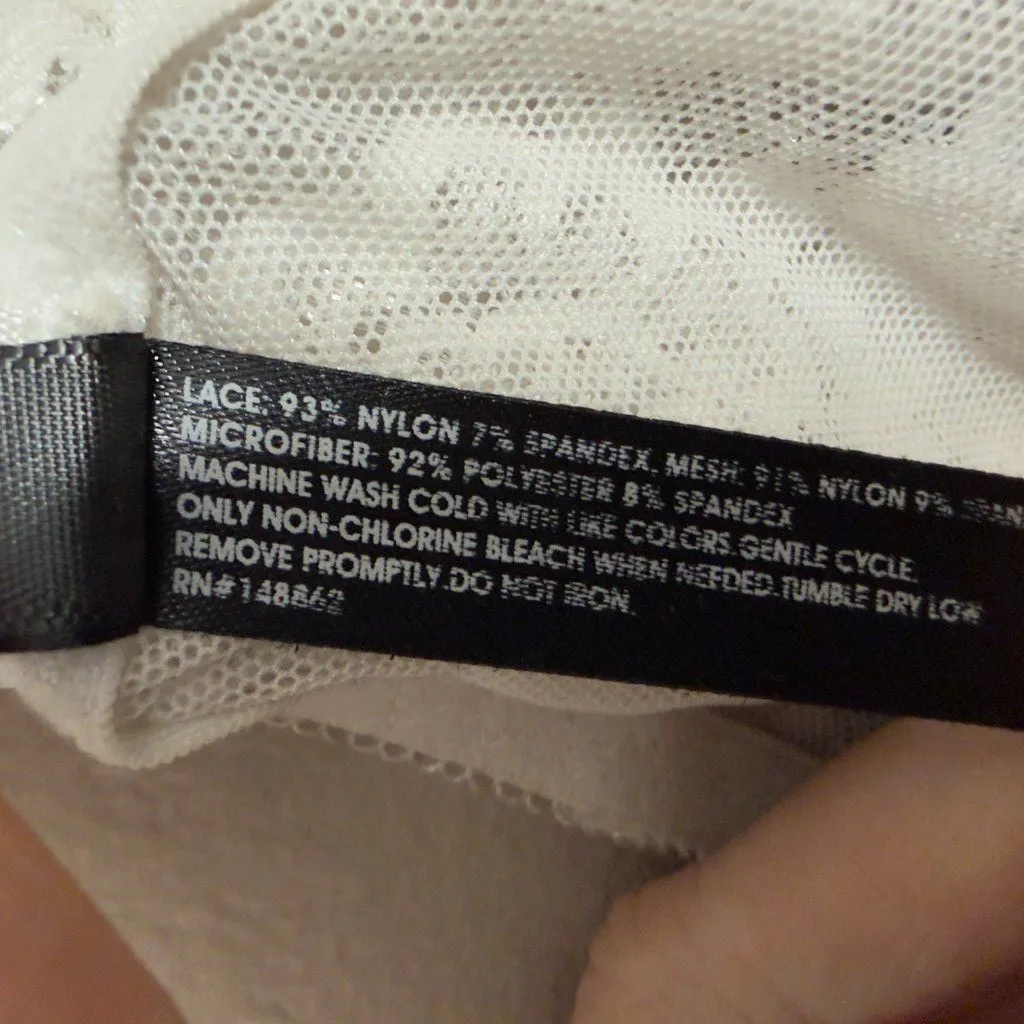 LACE: 93% NYLON 7% SPANDEX. MESH: 91% NYLON 9% SPAN
MICROFIBER: 92% POLYESTER 8% SPANDEX
MACHINE WASH COLD WITH LIKE COLORS.GENTLE CYCLE.
ONLY NON-CHLORINE BLEACH WHEN NEEDED.TUMBLE DRY LOW
REMOVE PROMPTLY.DO NOT IRON.
RN#148862